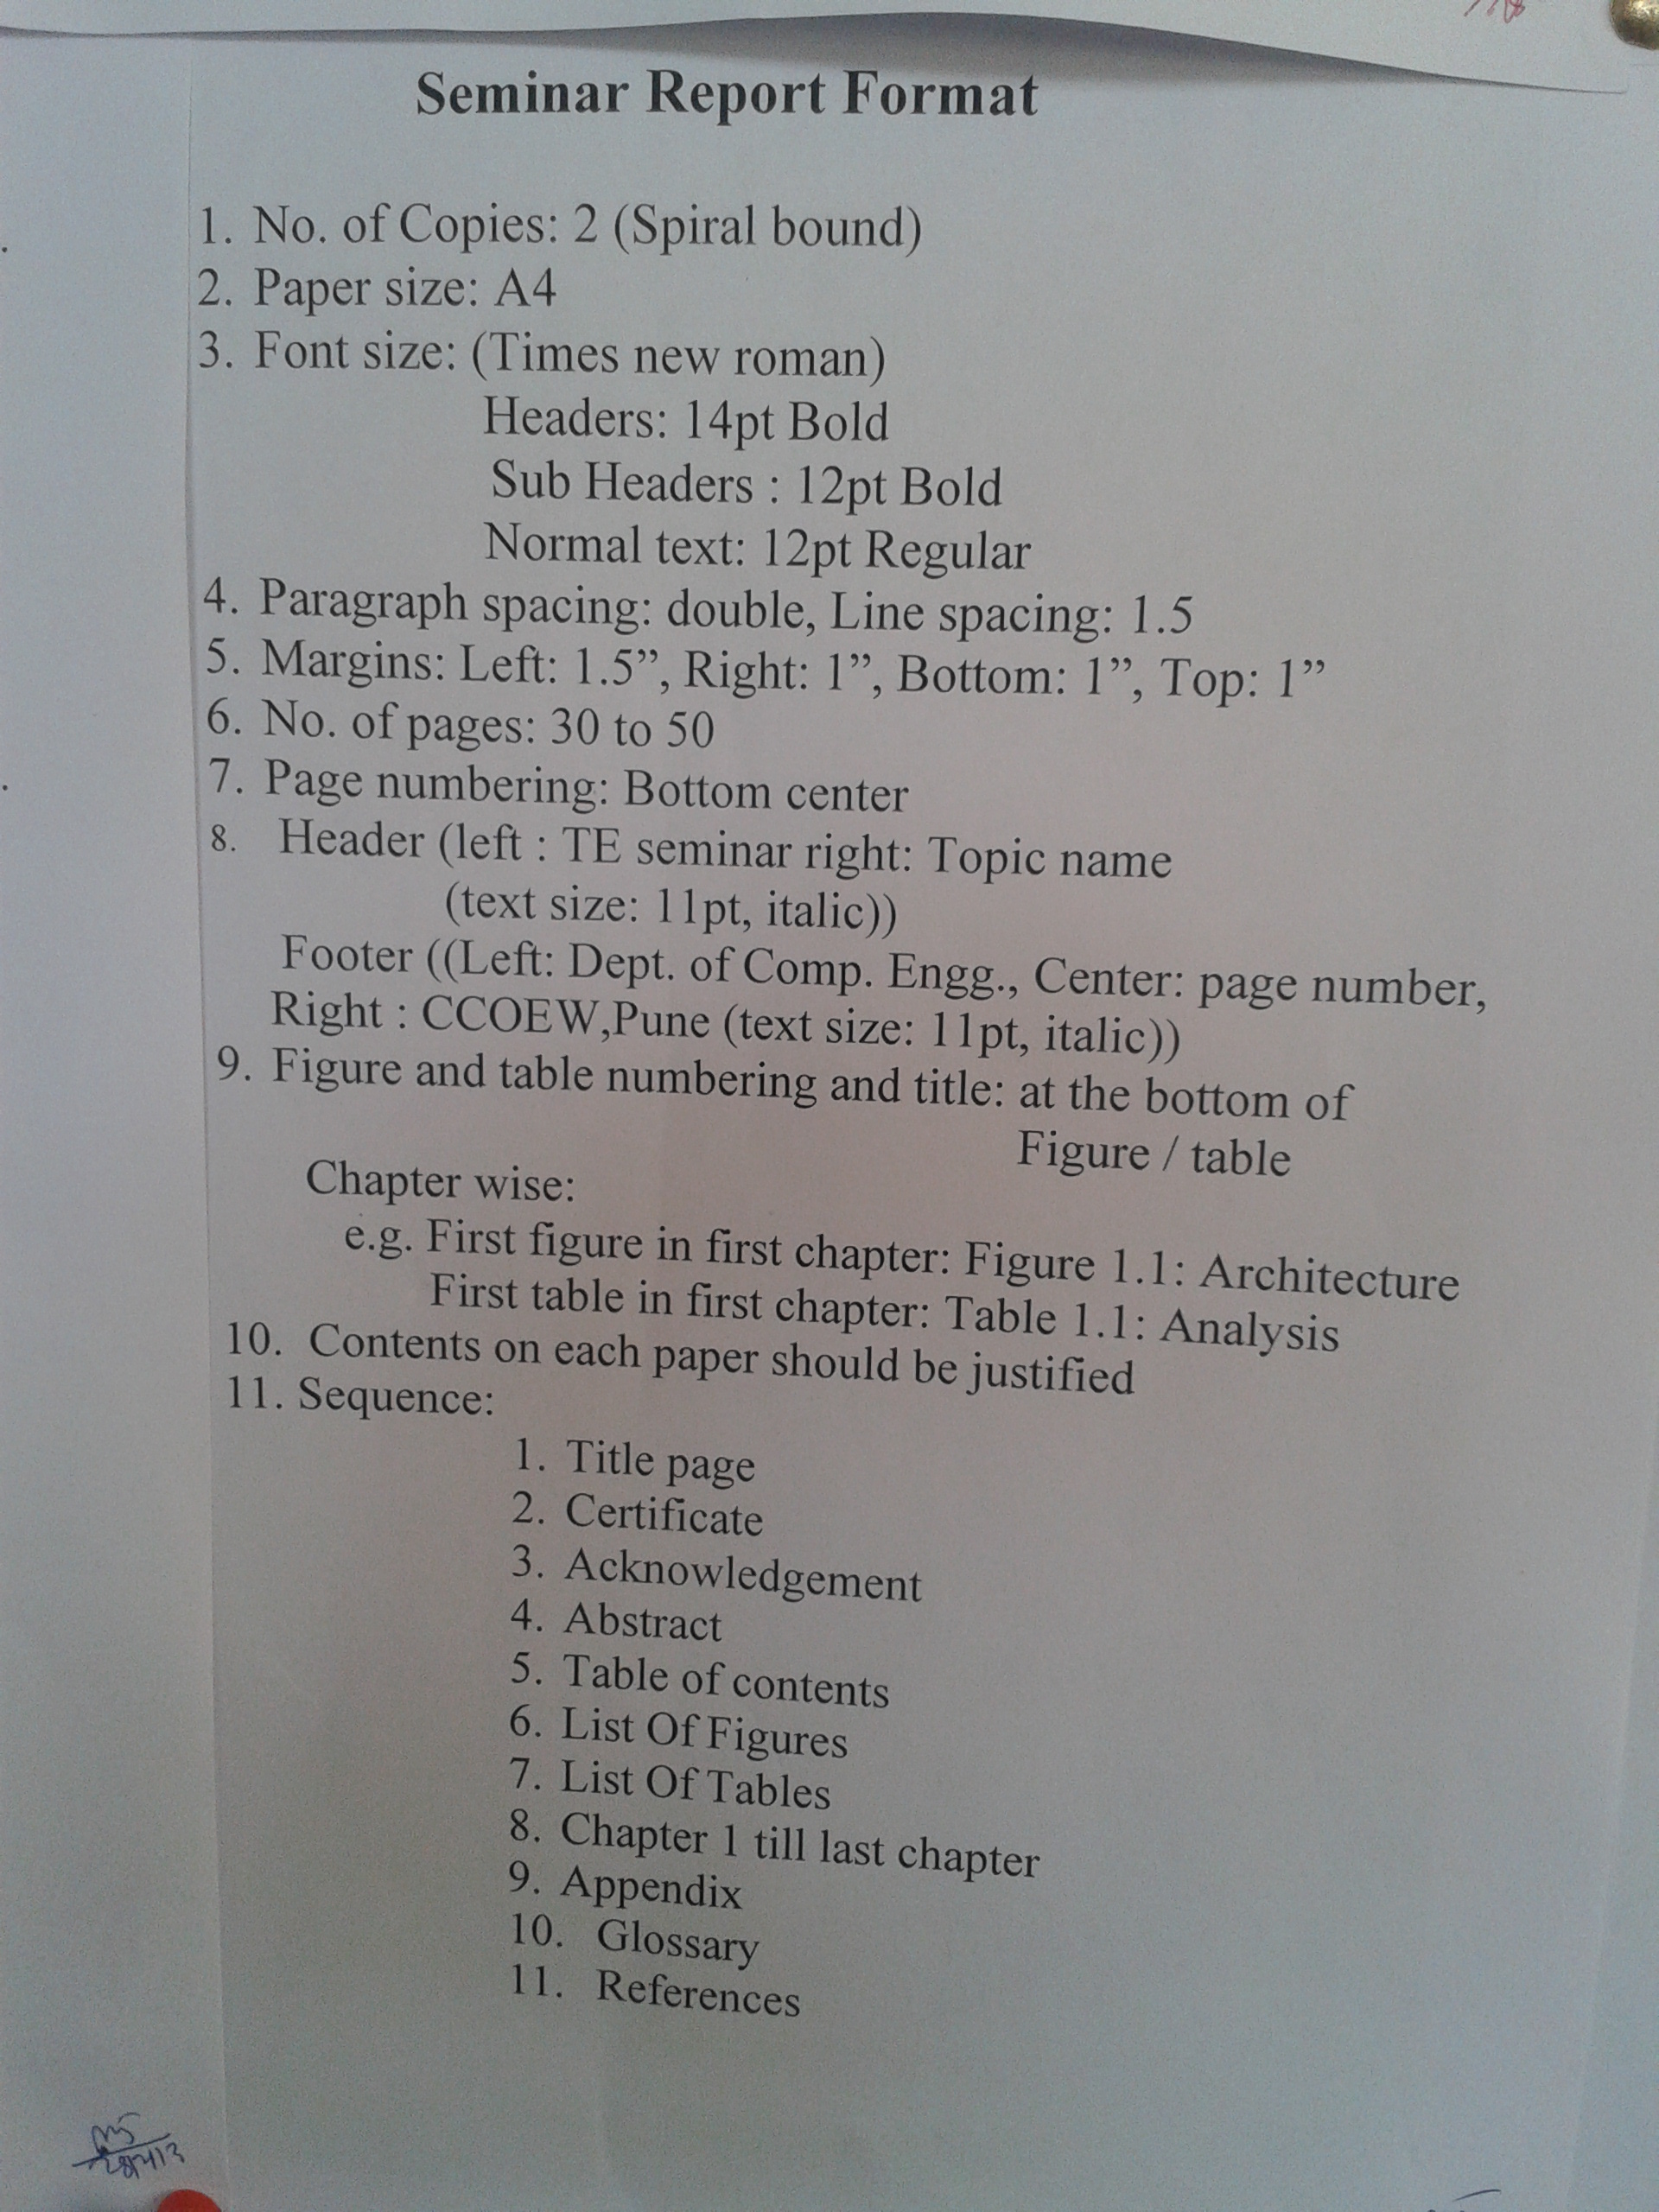 Seminar Report Format
1. No. of Copies: 2 (Spiral bound)
2. Paper size: A4
3. Font size: (Times new roman)
Headers: 14pt Bold
Sub Headers : 12pt Bold
Normal text: 12pt Regular
4. Paragraph spacing: double, Line spacing: 1.5
5. Margins: Left: 1.5”, Right: 1”, Bottom: 1”, Top: 1”
6. No. of pages: 30 to 50
7. Page numbering: Bottom center
8. Header (left : TE seminar right: Topic name
(text size: 11pt, italic))
Footer ((Left: Dept. of Comp. Engg., Center: page number,
Right : CCOEW,Pune (text size: 11pt, italic))
9. Figure and table numbering and title: at the bottom of
Figure / table
Chapter wise:
e.g. First figure in first chapter: Figure 1.1: Architecture
First table in first chapter: Table 1.1: Analysis
10. Contents on each paper should be justified
11. Sequence:
1. Title page
2. Certificate
3. Acknowledgement
4. Abstract
5. Table of contents
6. List Of Figures
7. List Of Tables
8. Chapter 1 till last chapter
9. Appendix
10. Glossary
11. References